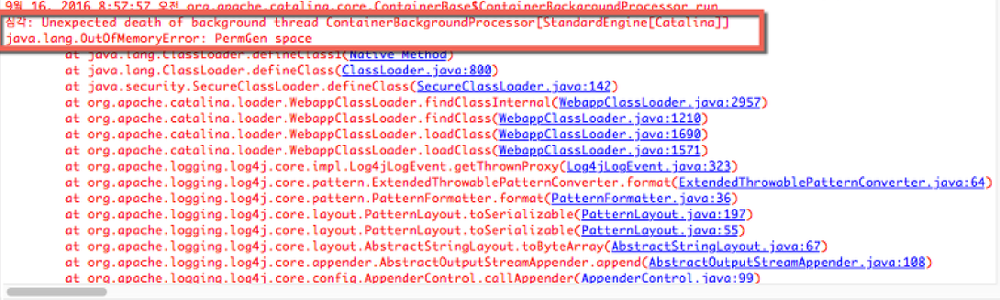 9월 16, 2016 8:57:57 오전 org.apache.catalina.core.ContainerBase$ContainerBackgroundProcessor run
심각: Unexpected death of background thread ContainerBackgroundProcessor[StandardEngine[Catalina]]
java.lang.OutOfMemoryError: PermGen space
at java.lang.ClassLoader.defineClass1(Native Method)
at java.lang.ClassLoader.defineClass(ClassLoader.java:800)
at java.security.SecureClassLoader.defineClass(SecureClassLoader.java:142)
at org.apache.catalina.loader.WebappClassLoader.findClassInternal(WebappClassLoader.java:2957)
at org.apache.catalina.loader.WebappClassLoader.findClass(WebappClassLoader.java:1210)
at org.apache.catalina.loader.WebappClassLoader.loadClass(WebappClassLoader.java:1690)
at org.apache.catalina.loader.WebappClassLoader.loadClass(WebappClassLoader.java:1571)
at org.apache.logging.log4j.core.impl.Log4jLogEvent.getThrownProxy(Log4jLogEvent.java:323)
at org.apache.logging.log4j.core.pattern.ExtendedThrowablePatternConverter.format(ExtendedThrowablePatternConverter.java:64)
at org.apache.logging.log4j.core.pattern.PatternFormatter.format(PatternFormatter.java:36)
at org.apache.logging.log4j.core.layout.PatternLayout.toSerializable(PatternLayout.java:197)
at org.apache.logging.log4j.core.layout.PatternLayout.toSerializable(PatternLayout.java:55)
at org.apache.logging.log4j.core.layout.AbstractStringLayout.toByteArray(AbstractStringLayout.java:67)
at org.apache.logging.log4j.core.appender.AbstractOutputStreamAppender.append(AbstractOutputStreamAppender.java:108)
at org.apache.logging.log4j.core.config.AppenderControl.callAppender(AppenderControl.java:99)